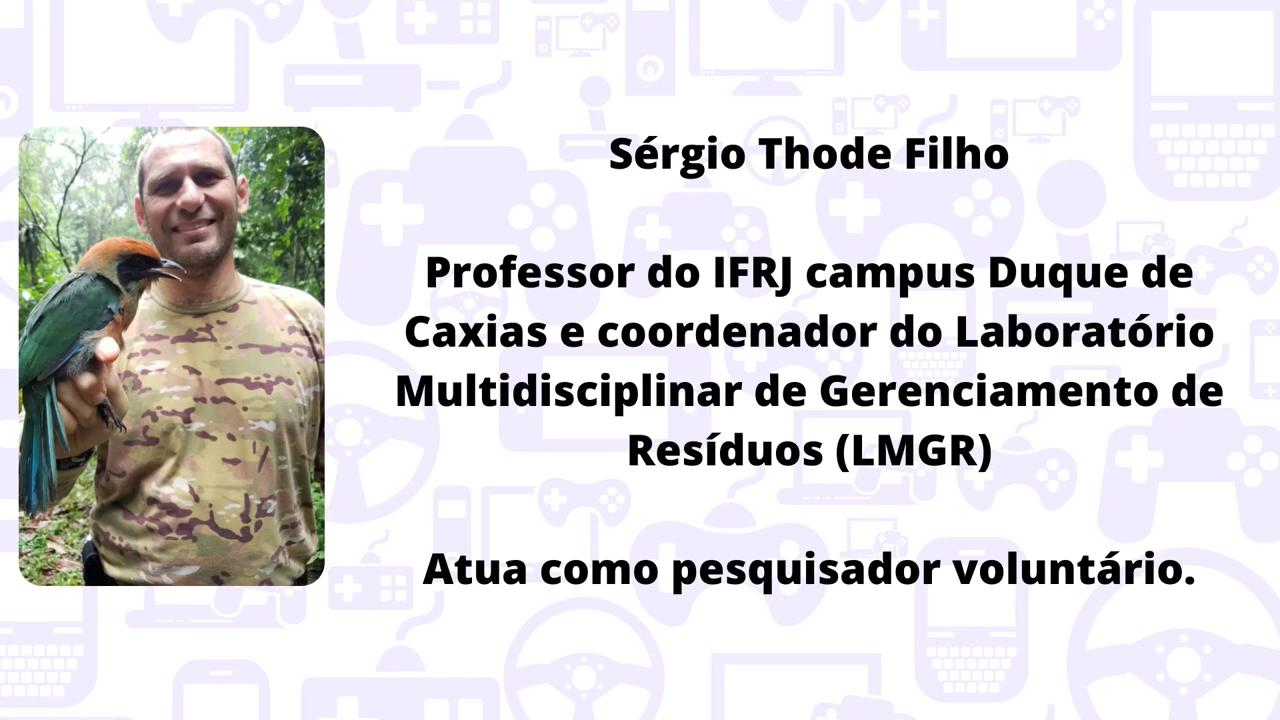 Sérgio Thode Filho
Professor do IFRJ campus Duque de
Caxias e coordenador do Laboratório
Multidisciplinar de Gerenciamento de
Resíduos (LMGR)
Atua como pesquisador voluntário.